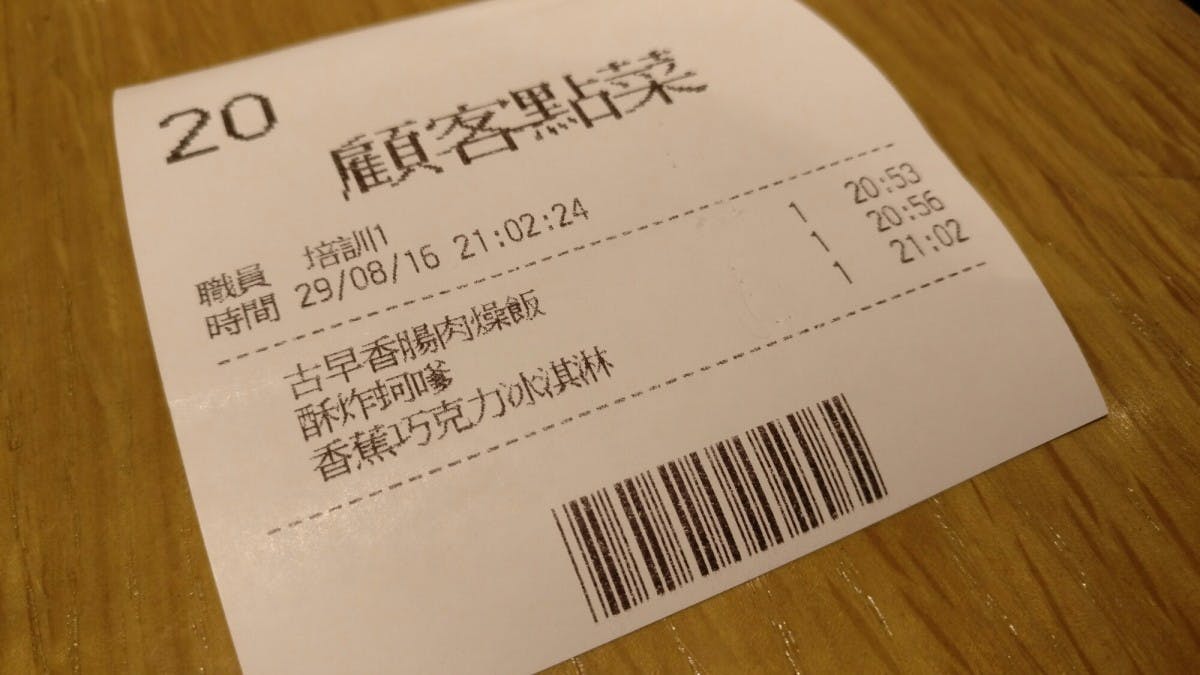 20
顧客點菜
職員 培訓1
時間 29/08/16 21:02:24
古早香腸肉燥飯 1 20:53
酥炸蚵嗲 1 20:56
香蕉巧克力冰淇淋 1 21:02